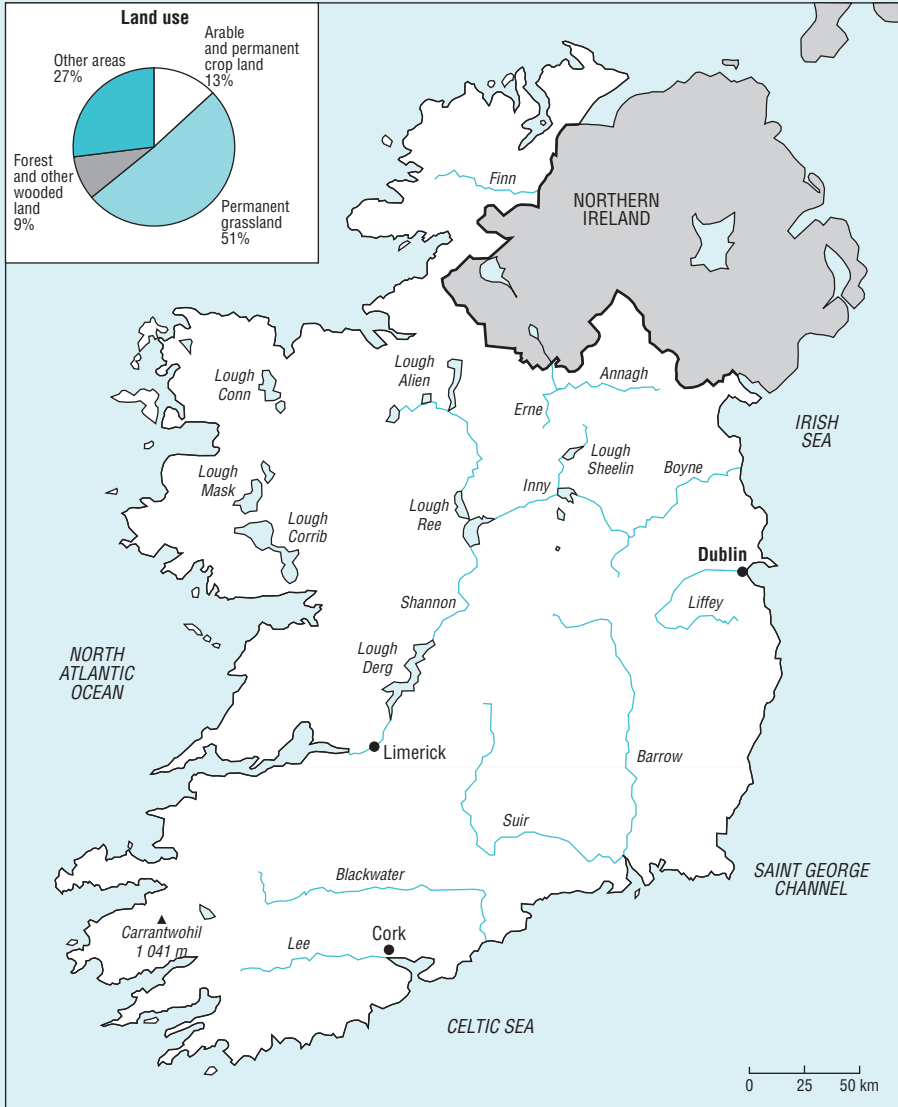 Land use
Arable
and permanent
crop land
13%
Other areas
27%
Forest
and other
wooded
land
9%
Permanent
grassland
51%
Finn
NORTHERN
IRELAND
Lough
Conn
Lough
Alien
Annagh
Erne
IRISH
SEA
Lough
Sheelin
Boyne
Lough
Mask
Inny
Lough
Ree
Lough
Corrib
Dublin
Shannon
Liffey
NORTH
ATLANTIC
OCEAN
Lough
Derg
Limerick
Barrow
Suir
Blackwater
SAINT GEORGE
CHANNEL
Carrantwohil
1 041 m
Lee
Cork
CELTIC SEA
0 25 50 km